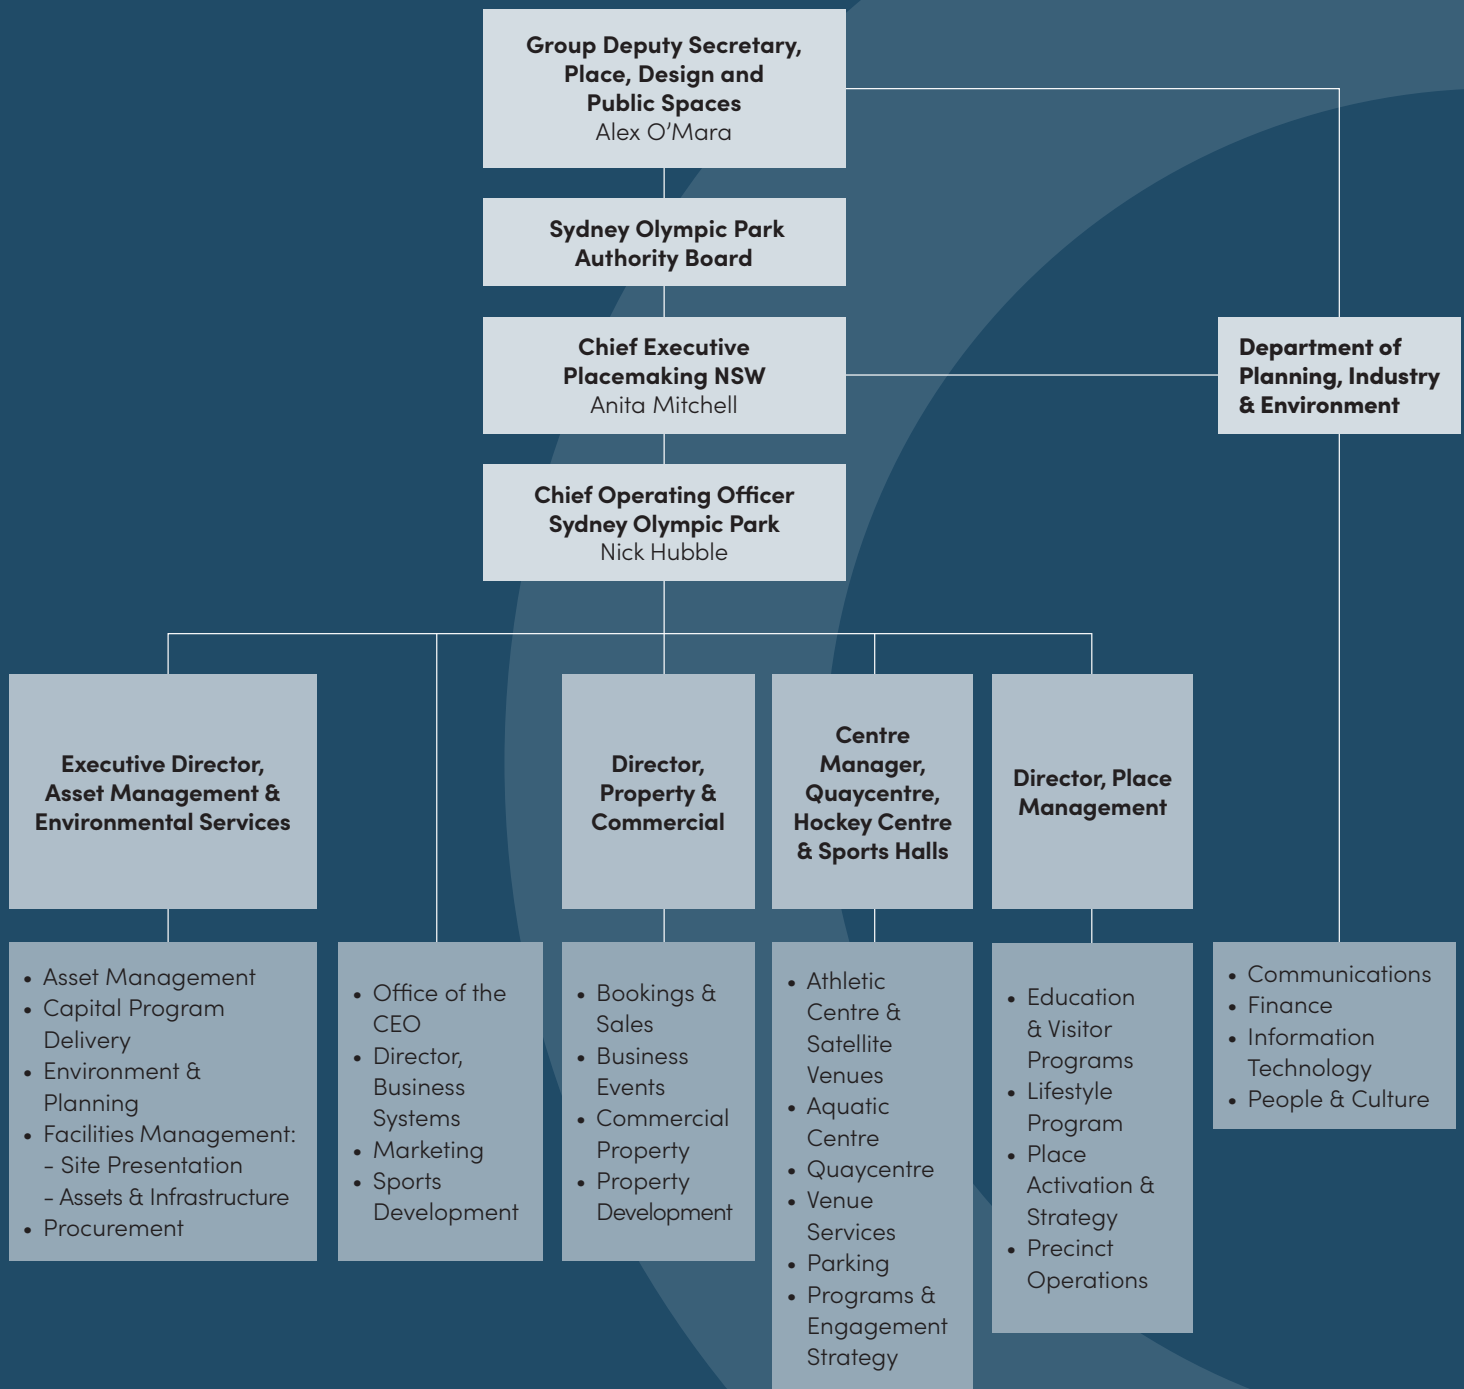 Group Deputy Secretary,
Place, Design and
Public Spaces
Alex O’Mara
Sydney Olympic Park
Authority Board
Chief Executive
Placemaking NSW
Anita Mitchell
Department of
Planning, Industry
& Environment
Chief Operating Officer
Sydney Olympic Park
Nick Hubble
Executive Director,
Asset Management &
Environmental Services
Director,
Property &
Commercial
Centre
Manager,
Quaycentre,
Hockey Centre
& Sports Halls
Director, Place
Management
• Asset Management
• Capital Program
Delivery
• Environment &
Planning
• Facilities Management:
- Site Presentation
- Assets & Infrastructure
• Procurement
• Office of the
CEO
• Director,
Business
Systems
• Marketing
• Sports
Development
• Bookings &
Sales
• Business
Events
• Commercial
Property
• Property
Development
• Athletic
Centre &
Satellite
Venues
• Aquatic
Centre
• Quaycentre
• Venue
Services
• Parking
• Programs &
Engagement
Strategy
• Education
& Visitor
Programs
• Lifestyle
Program
• Place
Activation &
Strategy
• Precinct
Operations
• Communications
• Finance
• Information
Technology
• People & Culture